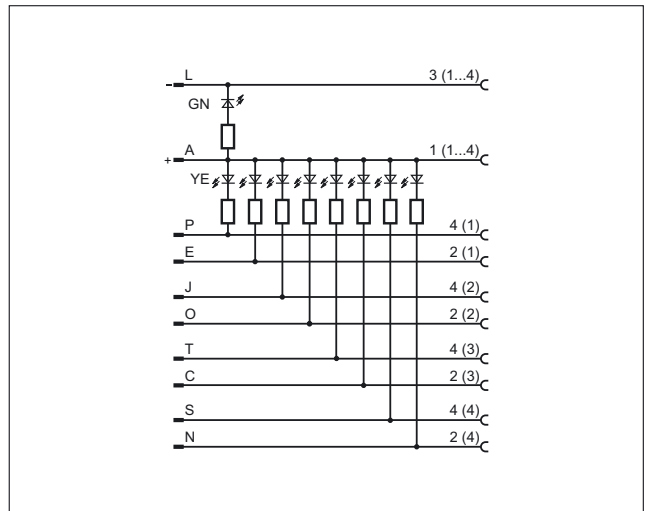 - L 3 (1...4)
GN
+ A 1 (1...4)
YE
P 4 (1)
E 2 (1)
J 4 (2)
O 2 (2)
T 4 (3)
C 2 (3)
S 4 (4)
N 2 (4)